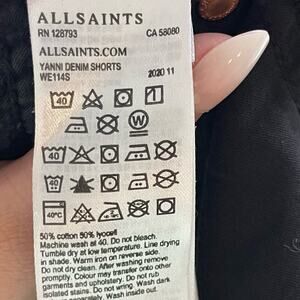 ALLSAINTS
RN 128793 CA 58080
ALLSAINTS.COM
YANNI DENIM SHORTS
WE114S 2020 11
40
W
40
40
40°C
50% cotton 50% lyocell
Machine wash at 40. Do not bleach.
Tumble dry at low temperature. Line drying
in shade. Warm iron on reverse side.
Do not dry clean. After washing remove
promptly. Colour may transfer onto other
garments and upholstery. Do not rub
isolated stains. Do not wring. Wash dark
separately. Wash inside out.